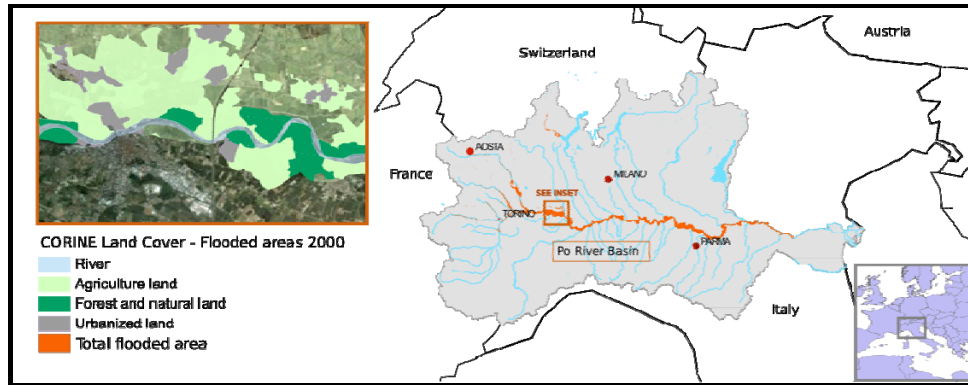 CORINE Land Cover - Flooded areas 2000
River
Agriculture land
Forest and natural land
Urbanized land
Total flooded area
Austria
Switzerland
AOSTA
MILANO
France
SEE INSET
TORINO
PARMA
Po River Basin
Italy